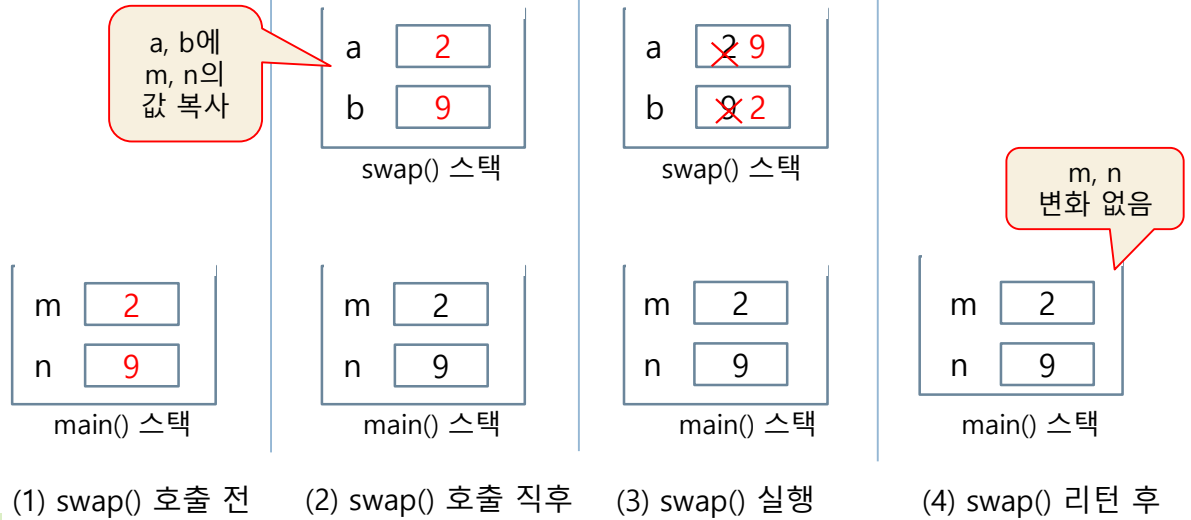 a, b에
m, n의
값 복사
a 2
b 9
swap() 스택
a 2 9
b 9 2
swap() 스택
m, n
변화 없음
m 2
n 9
main() 스택
m 2
n 9
main() 스택
m 2
n 9
main() 스택
m 2
n 9
main() 스택
(1) swap() 호출 전
(2) swap() 호출 직후
(3) swap() 실행
(4) swap() 리턴 후